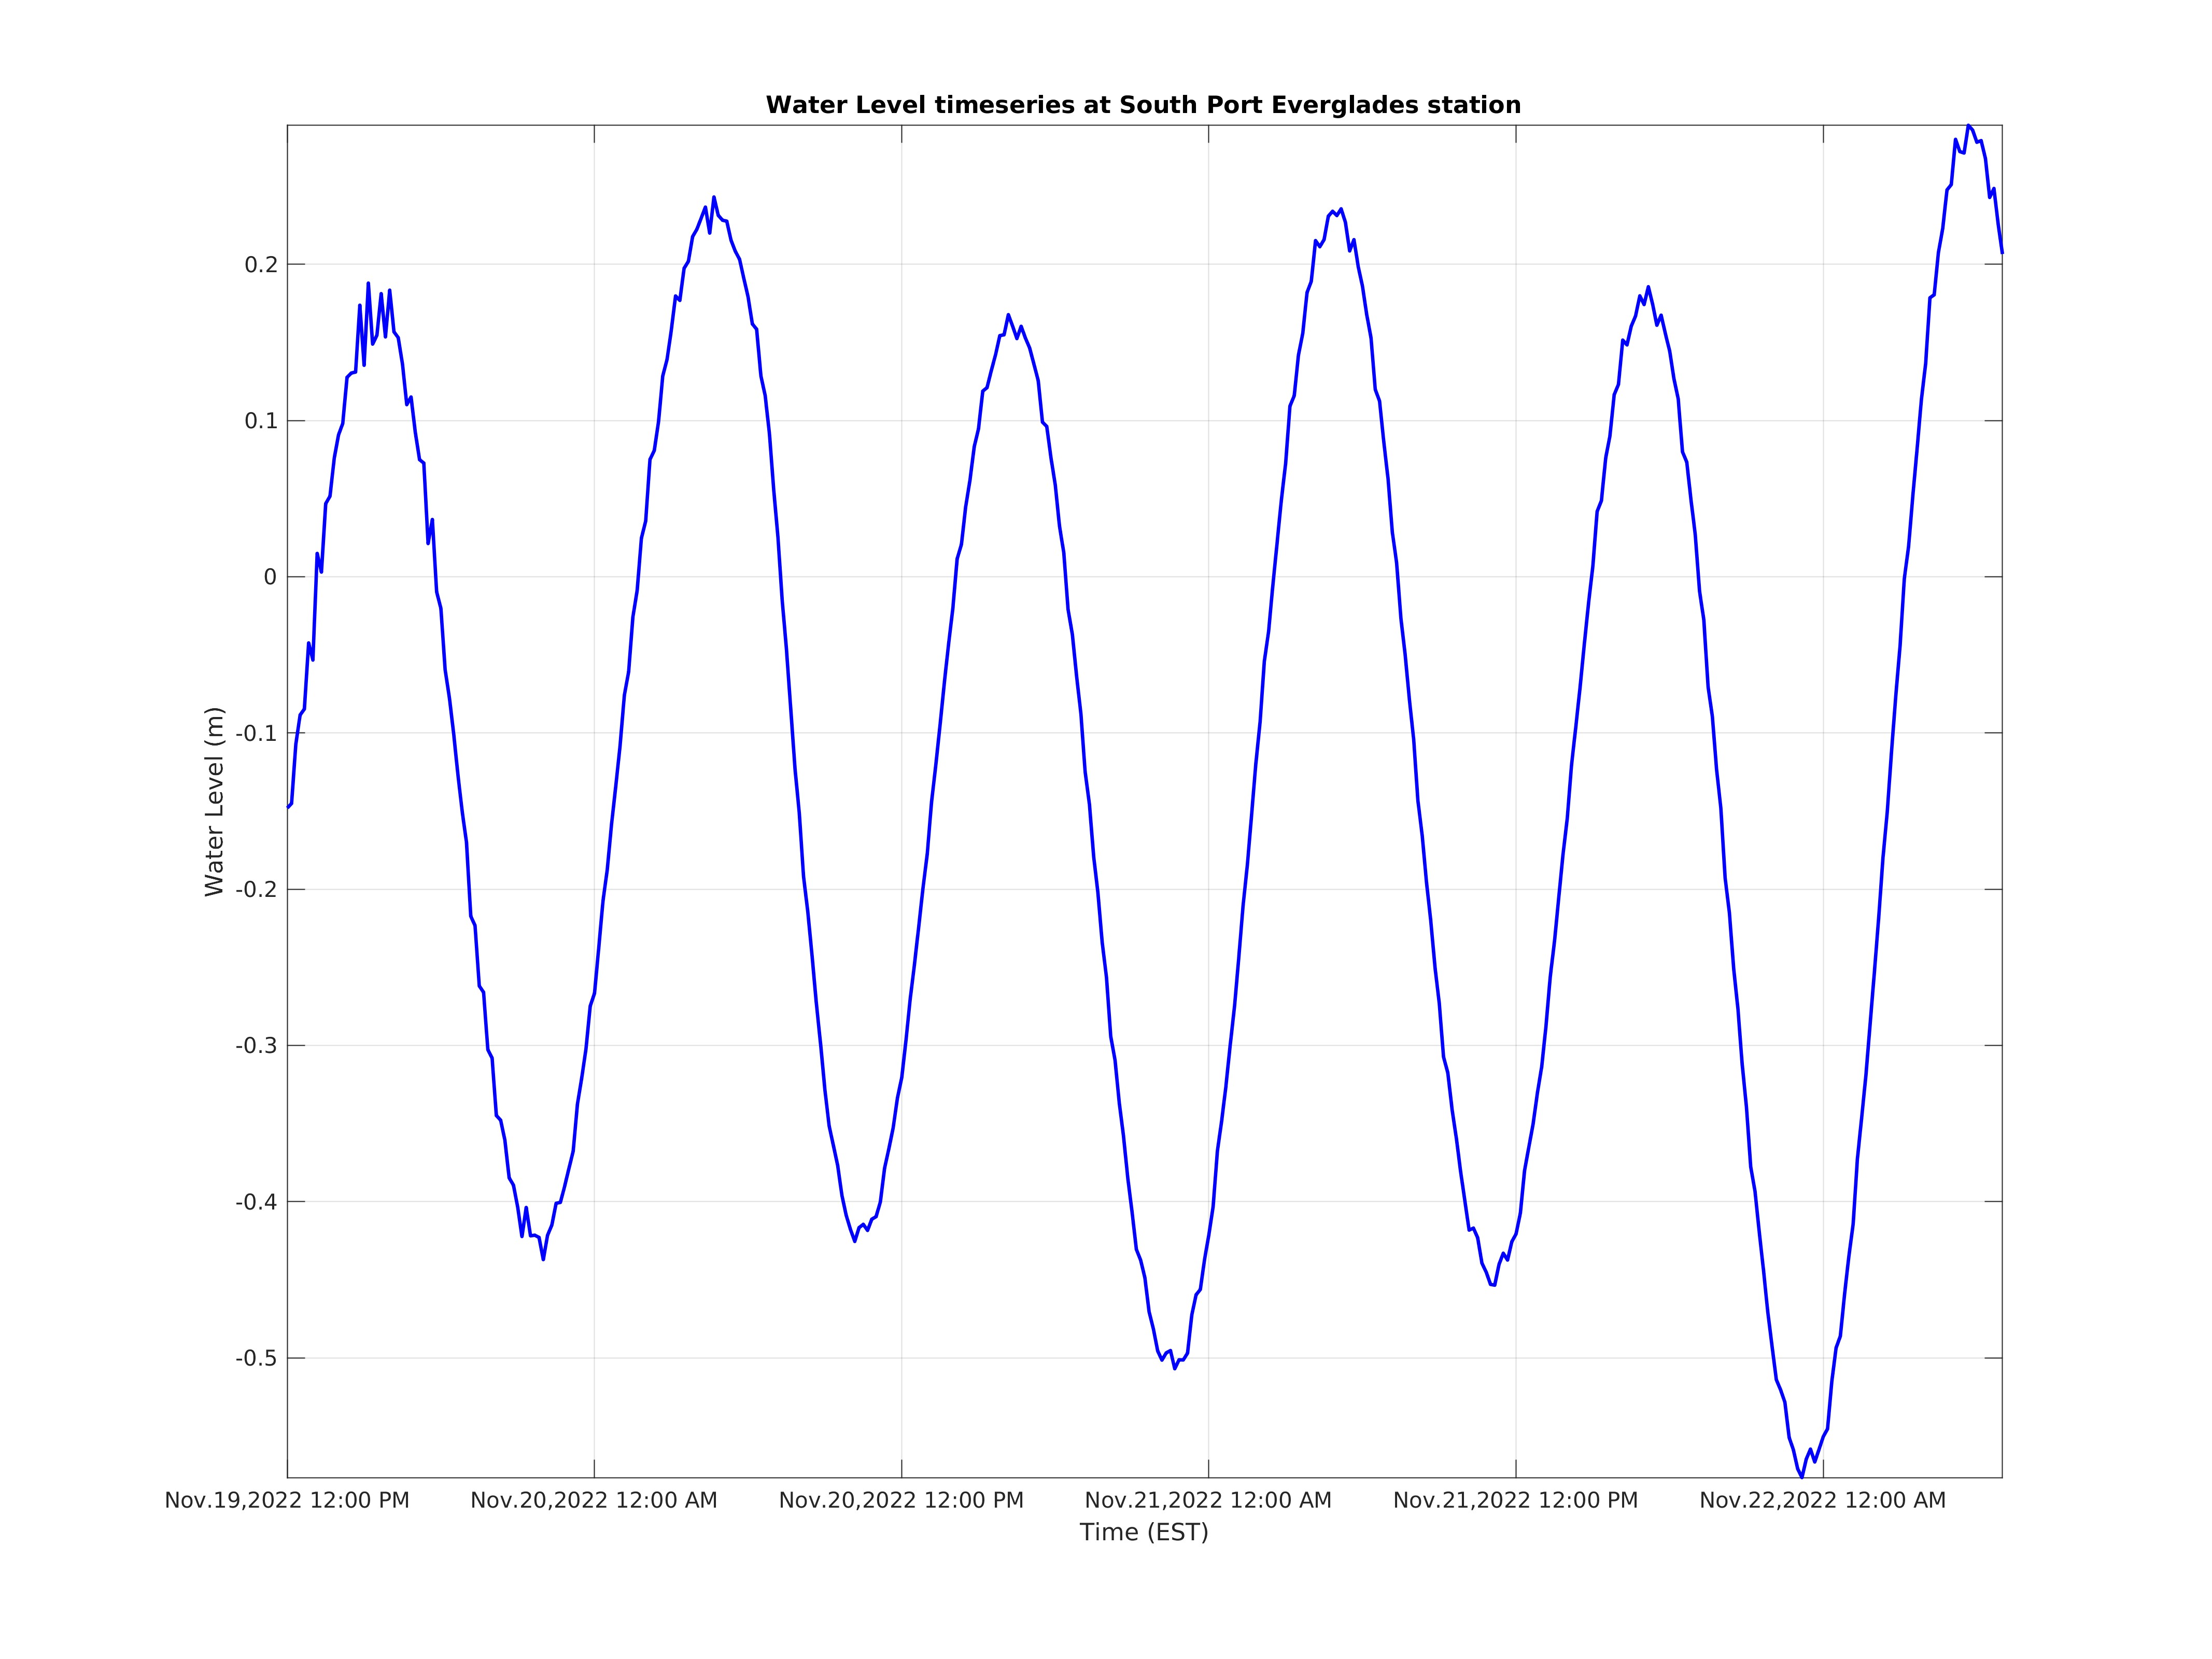 Water Level timeseries at South Port Everglades station
0.2
0.1
0
-0.1
-0.2
-0.3
-0.4
-0.5
Water Level (m)
Nov.19,2022 12:00 PM
Nov.20,2022 12:00 AM
Nov.20,2022 12:00 PM
Nov.21,2022 12:00 AM
Nov.21,2022 12:00 PM
Nov.22,2022 12:00 AM
Time (EST)